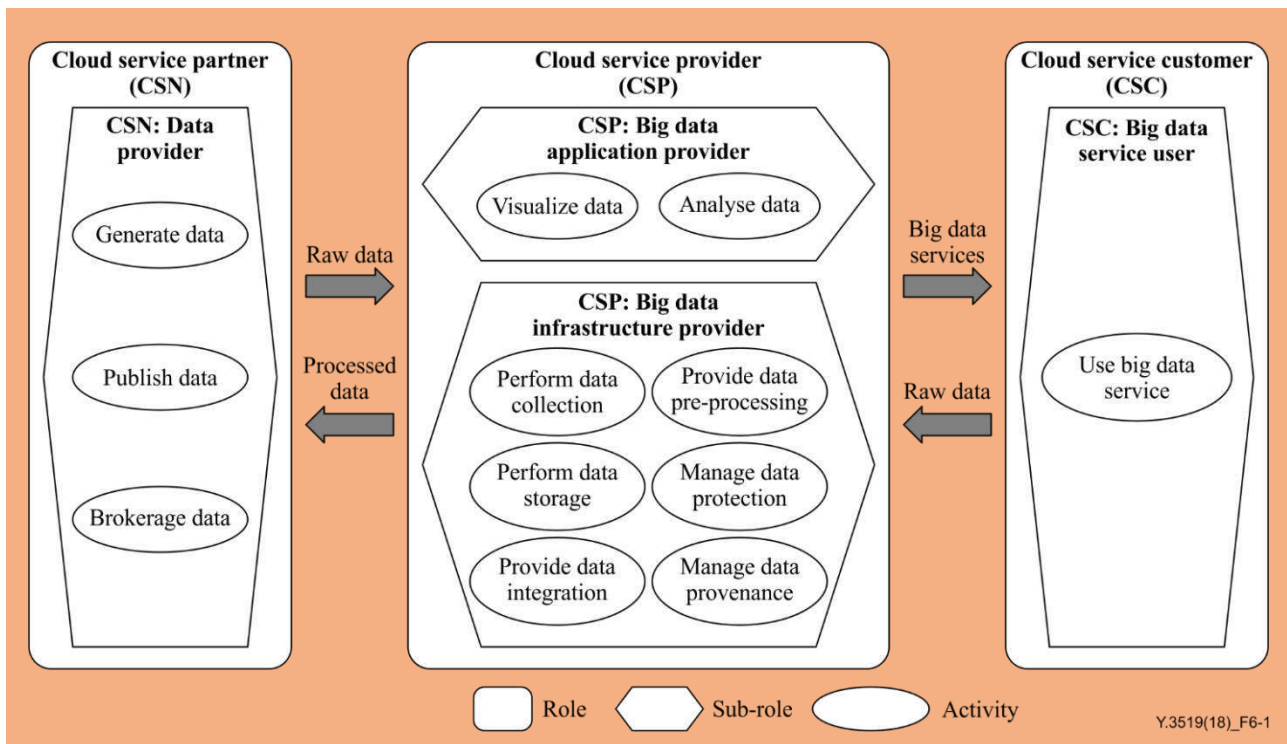 Cloud service partner
(CSN)
CSN: Data
provider
Generate data
Publish data
Brokerage data
Raw data
Processed
data
Cloud service provider
(CSP)
CSP: Big data
application provider
Visualize data
Analyse data
CSP: Big data
infrastructure provider
Perform data
collection
Provide data
pre-processing
Perform data
storage
Manage data
protection
Provide data
integration
Manage data
provenance
Big data
services
Raw data
Cloud service customer
(CSC)
CSC: Big data
service user
Use big data
service
Role
Sub-role
Activity
Y.3519(18)_F6-1